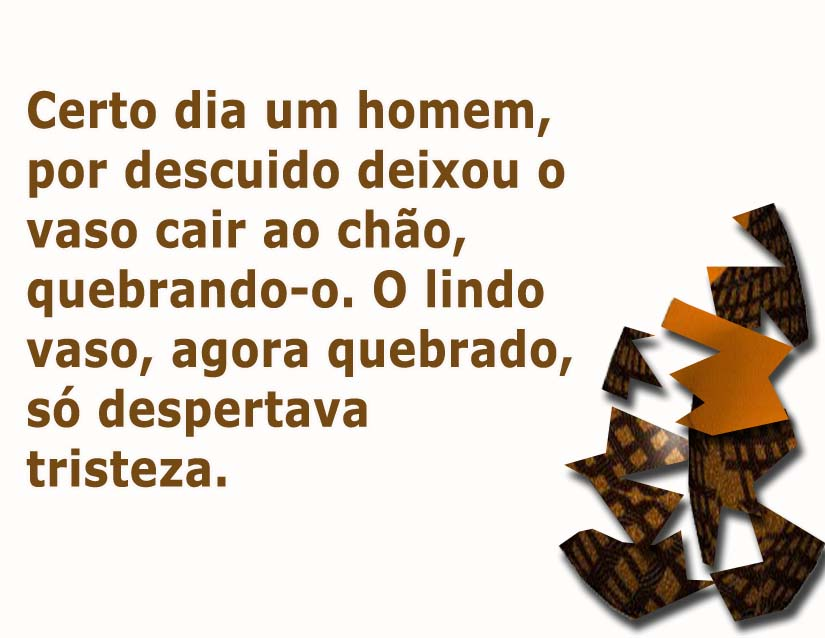 Certo dia um homem,
por descuido deixou o
vaso cair ao chão,
quebrando-o. O lindo
vaso, agora quebrado,
só despertava
tristeza.